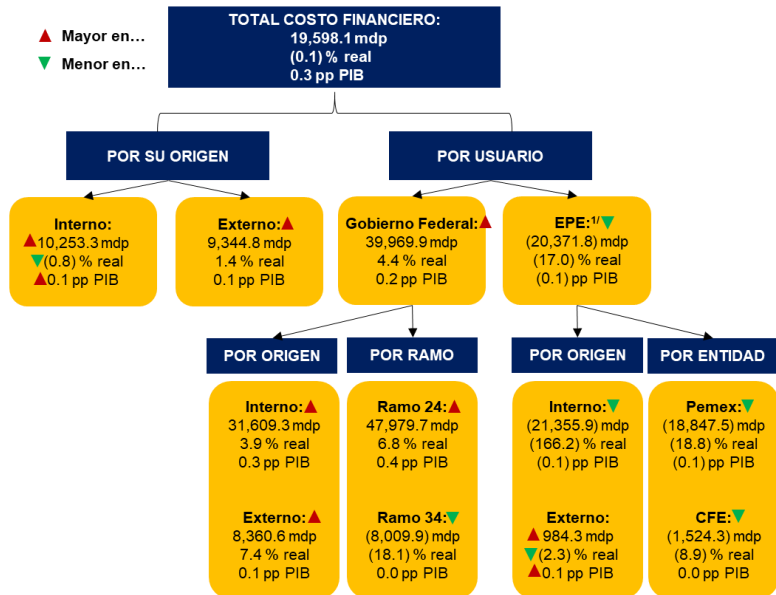 TOTAL COSTO FINANCIERO:
19,598.1 mdp
(0.1) % real
0.3 pp PIB
Mayor en…
Menor en…
POR SU ORIGEN
POR USUARIO
Interno:
10,253.3 mdp
(0.8) % real
0.1 pp PIB
Externo:
9,344.8 mdp
1.4 % real
0.1 pp PIB
Gobierno Federal:
39,969.9 mdp
4.4 % real
0.2 pp PIB
EPE:1/
(20,371.8) mdp
(17.0) % real
(0.1) pp PIB
POR ORIGEN
POR RAMO
POR ORIGEN
POR ENTIDAD
Interno:
31,609.3 mdp
3.9 % real
0.3 pp PIB
Externo:
8,360.6 mdp
7.4 % real
0.1 pp PIB
Ramo 24:
47,979.7 mdp
6.8 % real
0.4 pp PIB
Ramo 34:
(8,009.9) mdp
(18.1) % real
0.0 pp PIB
Interno:
(21,355.9) mdp
(166.2) % real
(0.1) pp PIB
Externo:
984.3 mdp
(2.3) % real
0.1 pp PIB
Pemex:
(18,847.5) mdp
(18.8) % real
(0.1) pp PIB
CFE:
(1,524.3) mdp
(8.9) % real
0.0 pp PIB